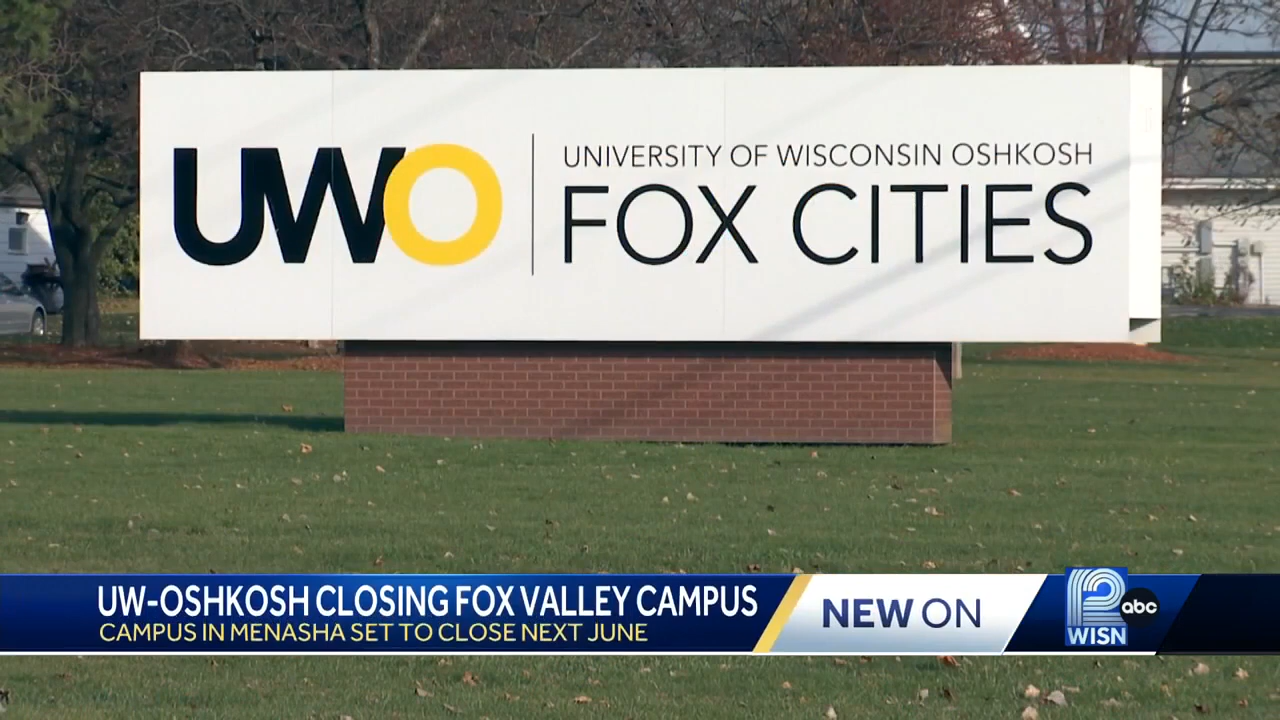 UWO
UNIVERSITY OF WISCONSIN OSHKOSH
FOX CITIES
UW-OSHKOSH CLOSING FOX VALLEY CAMPUS
CAMPUS IN MENASHA SET TO CLOSE NEXT JUNE
NEW ON
12
abc
WISN